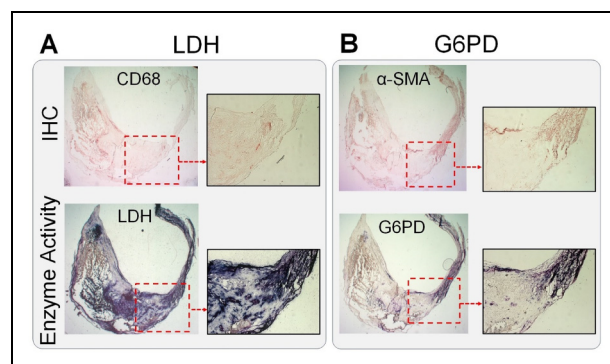 A LDH
B G6PD
IHC
CD68
α-SMA
Enzyme Activity
LDH
G6PD